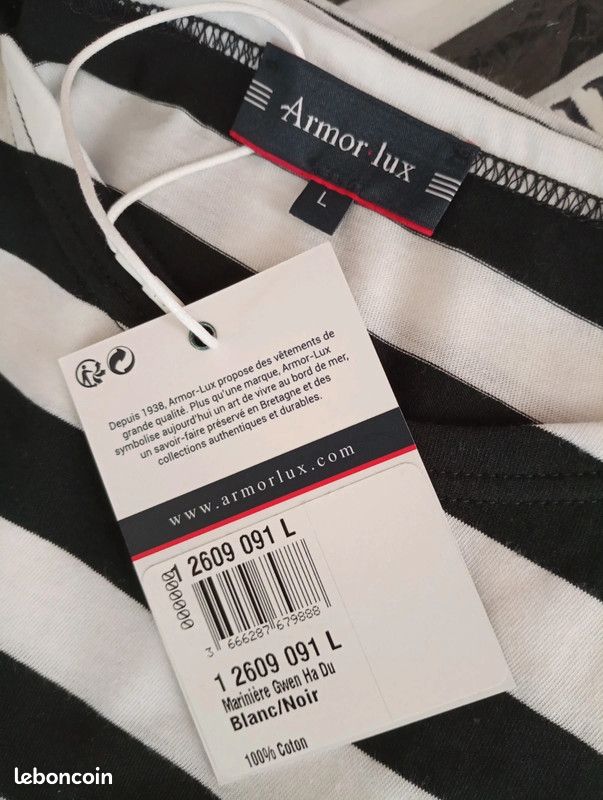 Armor·lux
L
Depuis 1938, Armor-Lux propose des vêtements de
grande qualité. Plus qu'une marque, Armor-Lux
symbolise aujourd'hui un art de vivre au bord de mer,
un savoir-faire préservé en Bretagne et des
collections authentiques et durables.
www.armorlux.com
1 2609 091 L
000000
3 666287 679888
1 2609 091 L
Marinière Gwen Ha Du
Blanc/Noir
100% Coton
leboncoin